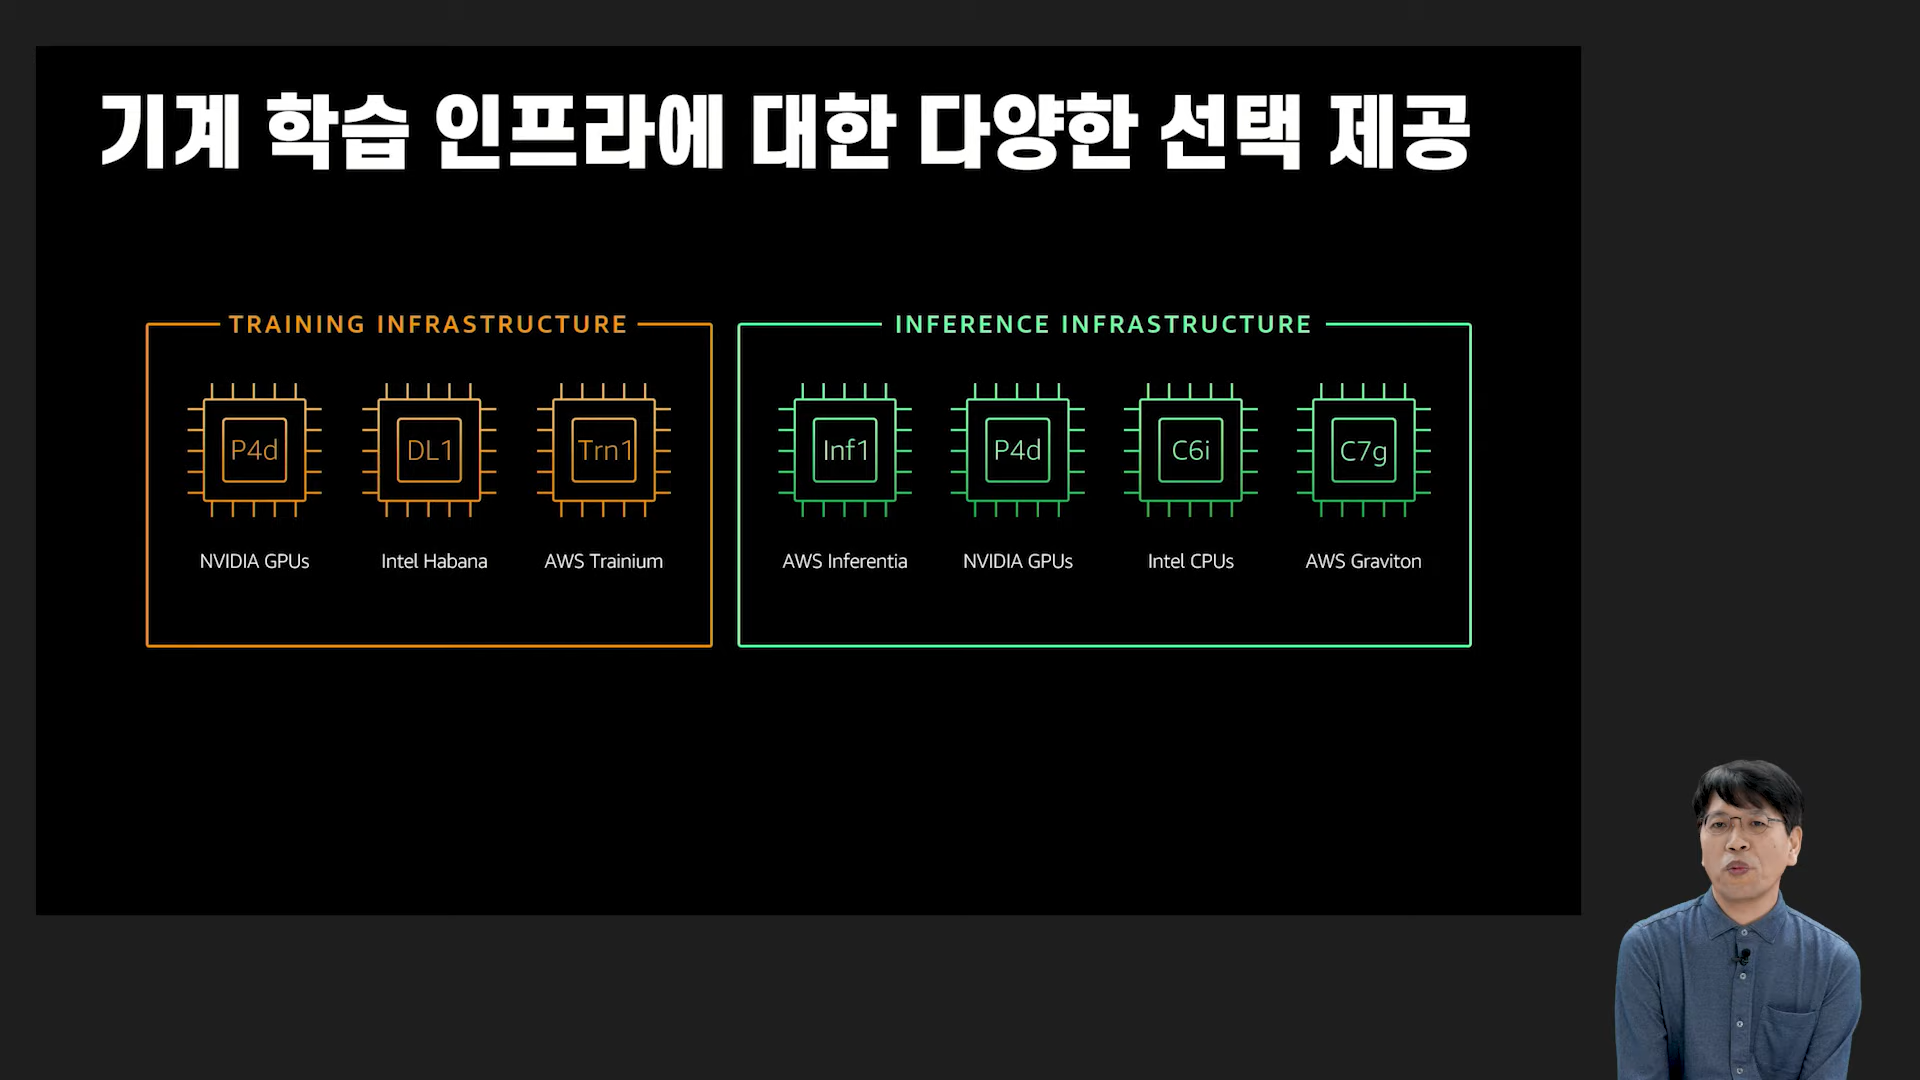 기계 학습 인프라에 대한 다양한 선택 제공
TRAINING INFRASTRUCTURE
P4d DL1 Trn1
NVIDIA GPUs Intel Habana AWS Trainium
INFERENCE INFRASTRUCTURE
Inf1 P4d C6i C7g
AWS Inferentia NVIDIA GPUs Intel CPUs AWS Graviton